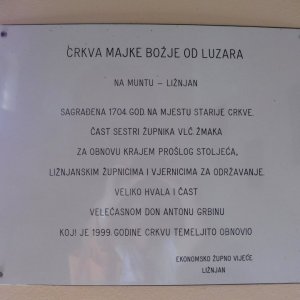 CRKVA MAJKE BOŽJE OD LUZARA
NA MUNTU - LIŽNJAN
SAGRAĐENA 1704.GOD.NA MJESTU STARIJE CRKVE.
ČAST SESTRI ŽUPNIKA VLČ. ŽMAKA
ZA OBNOVU KRAJEM PROŠLOG STOLJEĆA,
LIŽNJANSKIM ŽUPNICIMA I VJERNICIMA ZA ODRŽAVANJE.
VELIKO HVALA I ČAST
VELEČASNOM DON ANTONU GRBINU
KOJI JE 1999.GODINE CRKVU TEMELJITO OBNOVIO
EKONOMSKO ŽUPNO VIJEĆE
LIŽNJAN